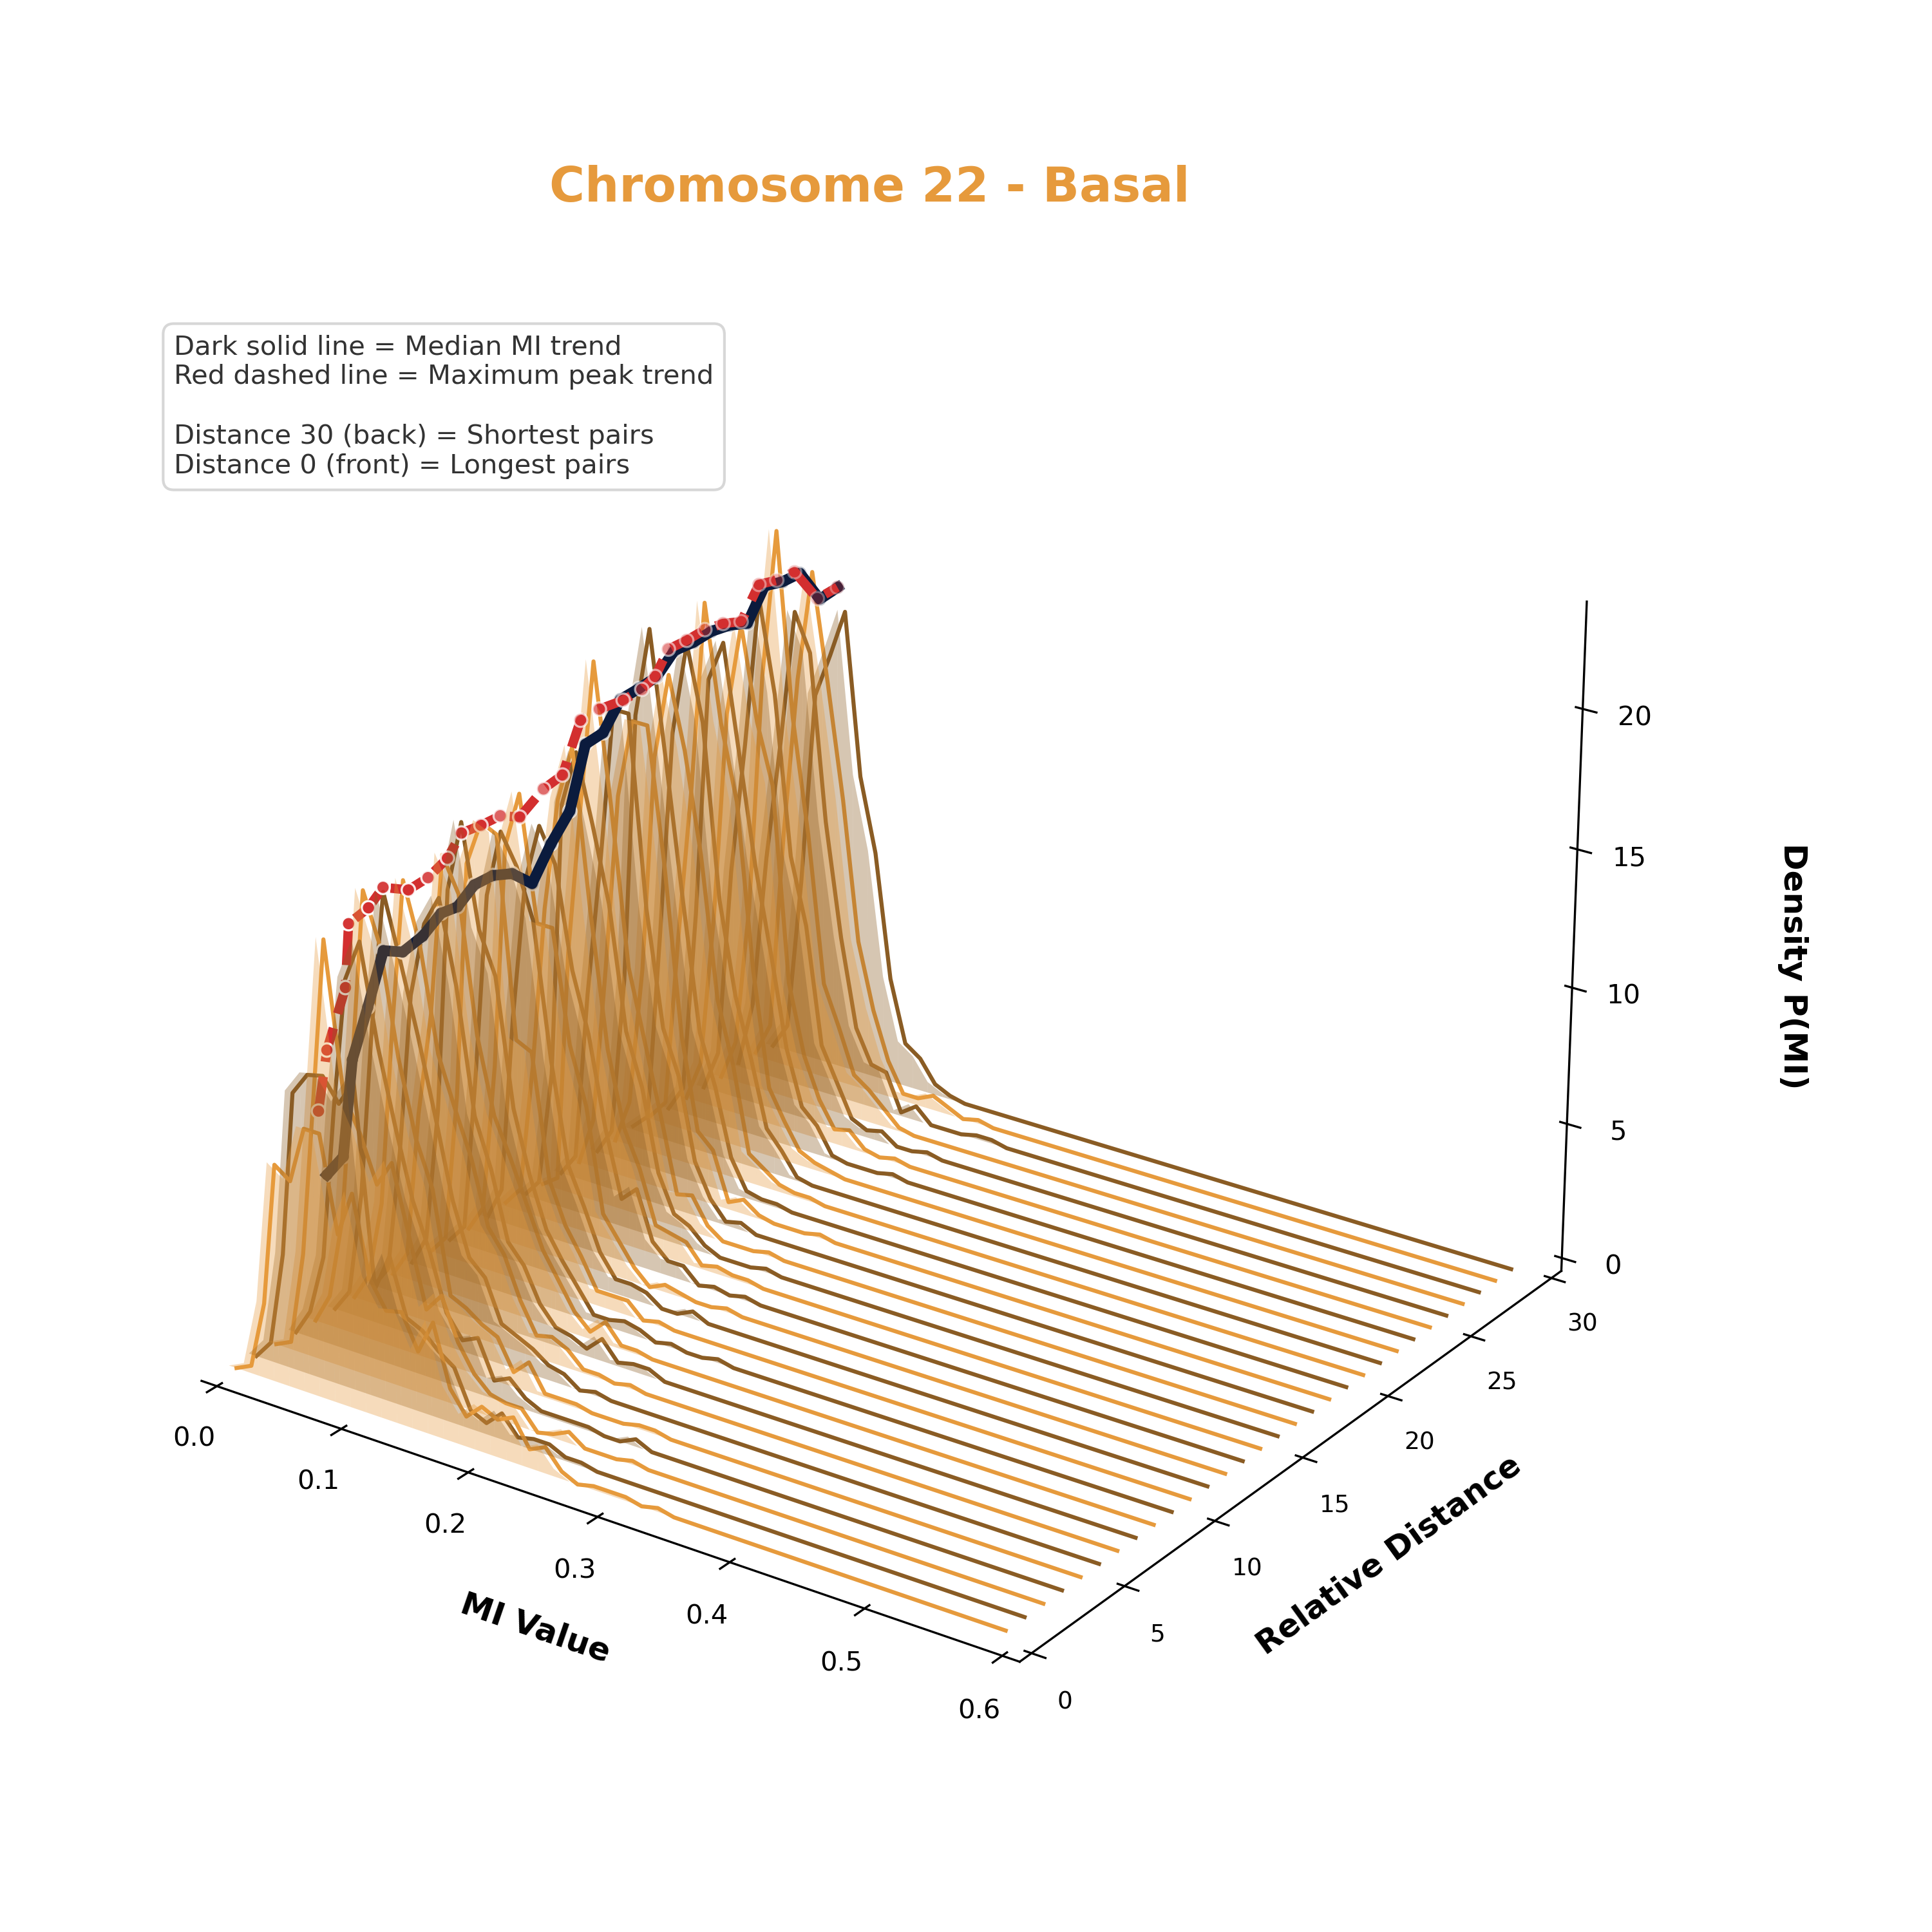 Chromosome 22 - Basal
Dark solid line = Median MI trend
Red dashed line = Maximum peak trend
Distance 30 (back) = Shortest pairs
Distance 0 (front) = Longest pairs
20
15
10
5
0
Density P(MI)
30
25
20
15
10
5
0
Relative Distance
0.0
0.1
0.2
0.3
0.4
0.5
0.6
MI Value